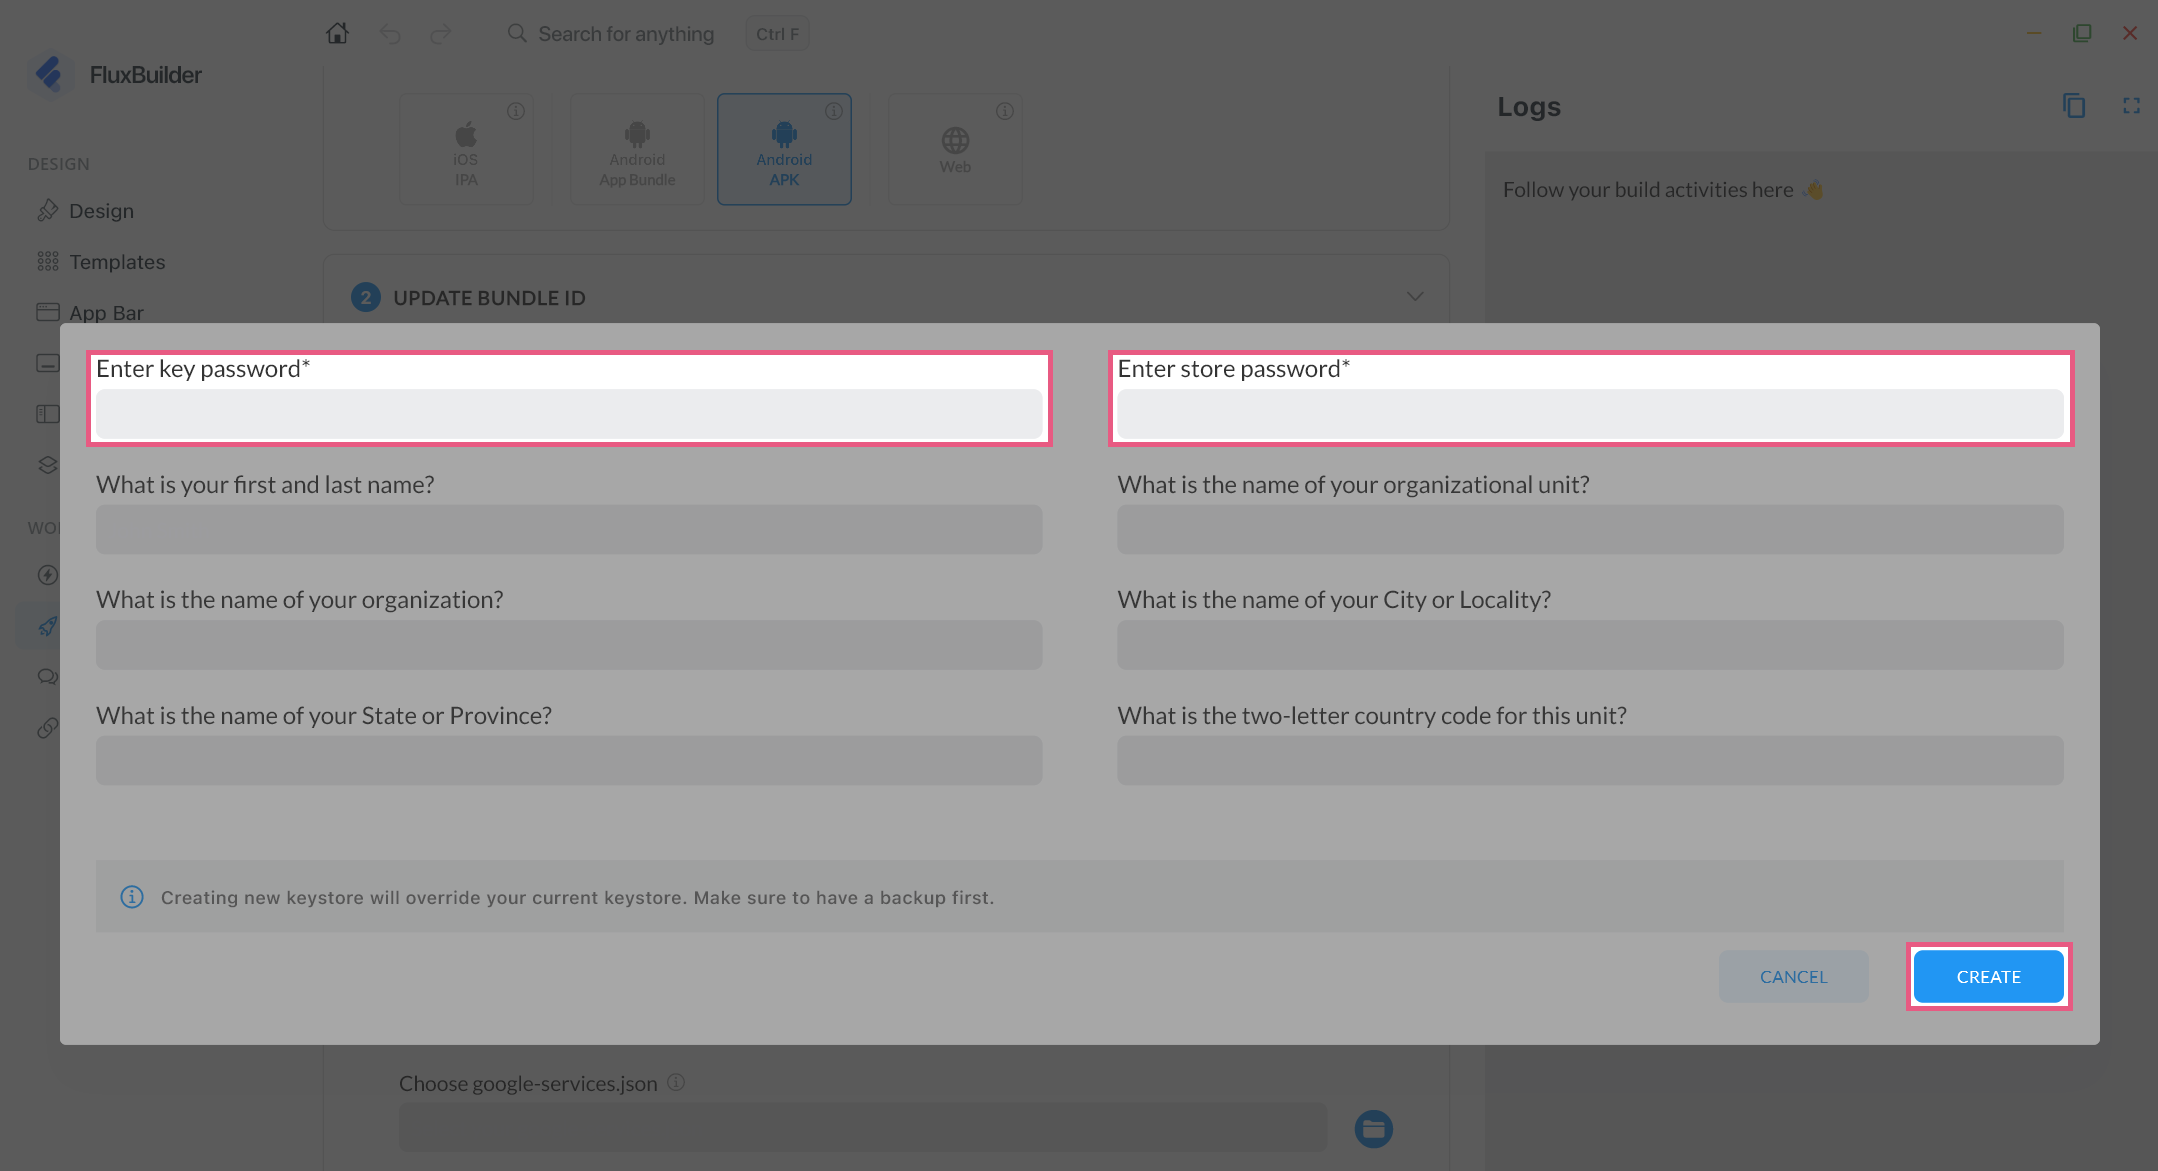 Search for anything
Ctrl F
FluxBuilder
DESIGN
Design
Templates
App Bar
WO
iOS
IPA
Android
App Bundle
Android
APK
Web
2 UPDATE BUNDLE ID
Logs
Follow your build activities here 👋
Enter key password*
Enter store password*
What is your first and last name?
What is the name of your organizational unit?
What is the name of your organization?
What is the name of your City or Locality?
What is the name of your State or Province?
What is the two-letter country code for this unit?
Creating new keystore will override your current keystore. Make sure to have a backup first.
CANCEL
CREATE
Choose google-services.json